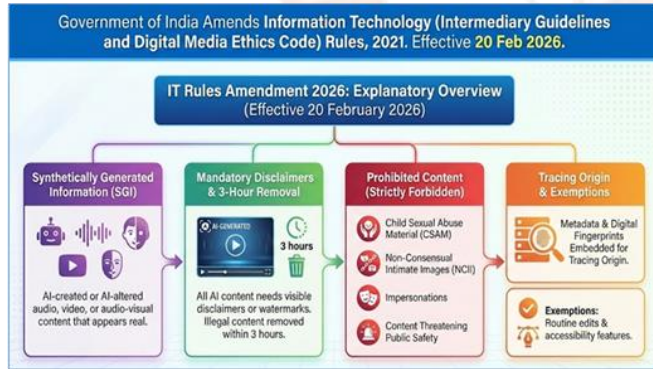 Government of India Amends Information Technology (Intermediary Guidelines
and Digital Media Ethics Code) Rules, 2021. Effective 20 Feb 2026.
IT Rules Amendment 2026: Explanatory Overview
(Effective 20 February 2026)
Synthetically Generated
Information (SGI)
AI-created or AI-altered
audio, video, or audio-visual
content that appears real.
Mandatory Disclaimers
& 3-Hour Removal
AI-GENERATED
3 hours
All AI content needs visible
disclaimers or watermarks.
Illegal content removed
within 3 hours.
Prohibited Content
(Strictly Forbidden)
Child Sexual Abuse
Material (CSAM)
Non-Consensual
Intimate Images (NCII)
Impersonations
Content Threatening
Public Safety
Tracing Origin
& Exemptions
Metadata & Digital
Fingerprints
Embedded for
Tracing Origin.
Exemptions:
Routine edits &
accessibility features.